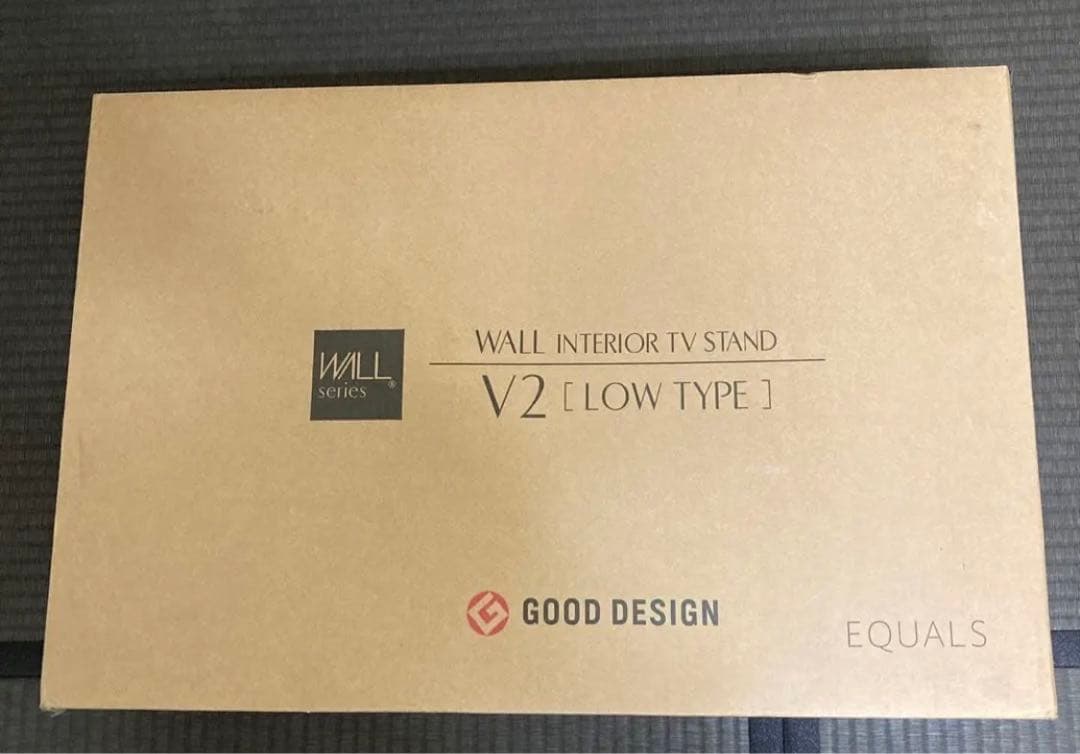 WALL
series®
WALL INTERIOR TV STAND
V2 [ LOW TYPE ]
GOOD DESIGN
EQUALS